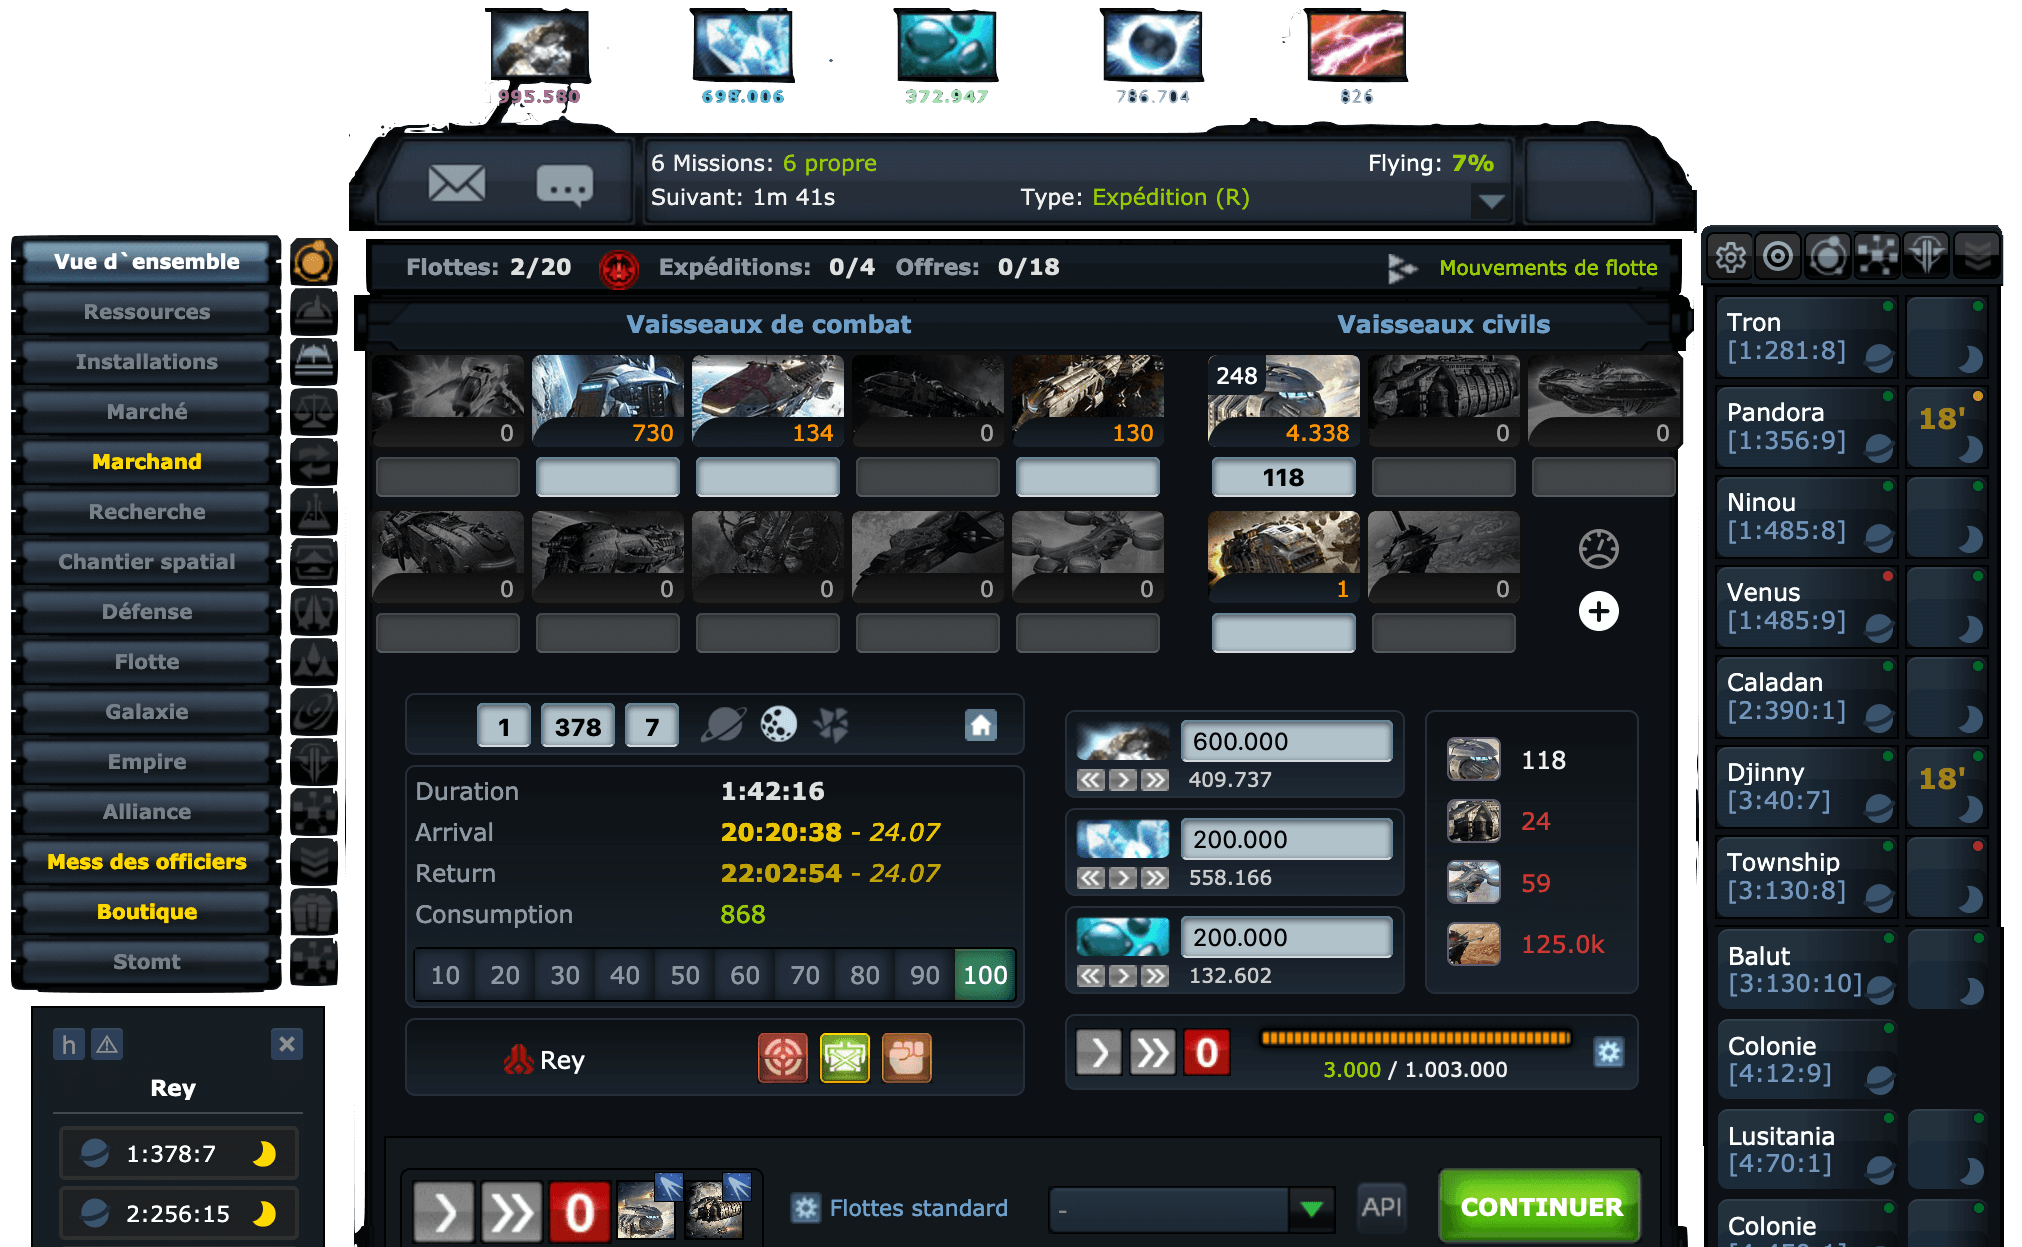 995.580 698.006 372.947 786.704 826
6 Missions: 6 propre Flying: 7%
Suivant: 1m 41s Type: Expédition (R)
Flottes: 2/20 Expéditions: 0/4 Offres: 0/18 Mouvements de flotte
Vaisseaux de combat Vaisseaux civils
248
0 730 134 0 130 4.338 0 0
118
0 0 0 0 0 1 0
1 378 7
Duration 1:42:16
Arrival 20:20:38 - 24.07
Return 22:02:54 - 24.07
Consumption 868
10 20 30 40 50 60 70 80 90 100
Rey
600.000
409.737
200.000
558.166
200.000
132.602
118
24
59
125.0k
0 3.000 / 1.003.000
0 Flottes standard - API CONTINUER
Vue d`ensemble
Ressources
Installations
Marché
Marchand
Recherche
Chantier spatial
Défense
Flotte
Galaxie
Empire
Alliance
Mess des officiers
Boutique
Stomt
h
Rey
1:378:7
2:256:15
Tron
[1:281:8]
Pandora 18'
[1:356:9]
Ninou
[1:485:8]
Venus
[1:485:9]
Caladan
[2:390:1]
Djinny 18'
[3:40:7]
Township
[3:130:8]
Balut
[3:130:10]
Colonie
[4:12:9]
Lusitania
[4:70:1]
Colonie